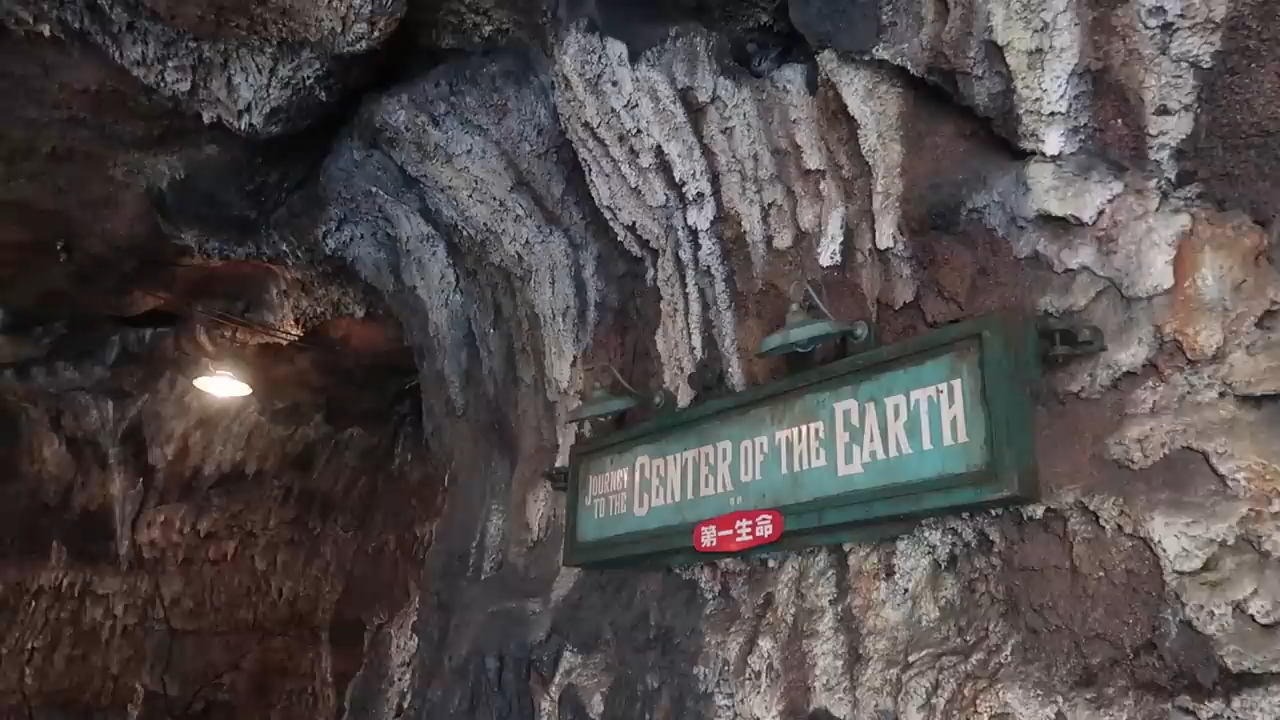 JOURNEY
TO THE CENTER OF THE EARTH
第一生命